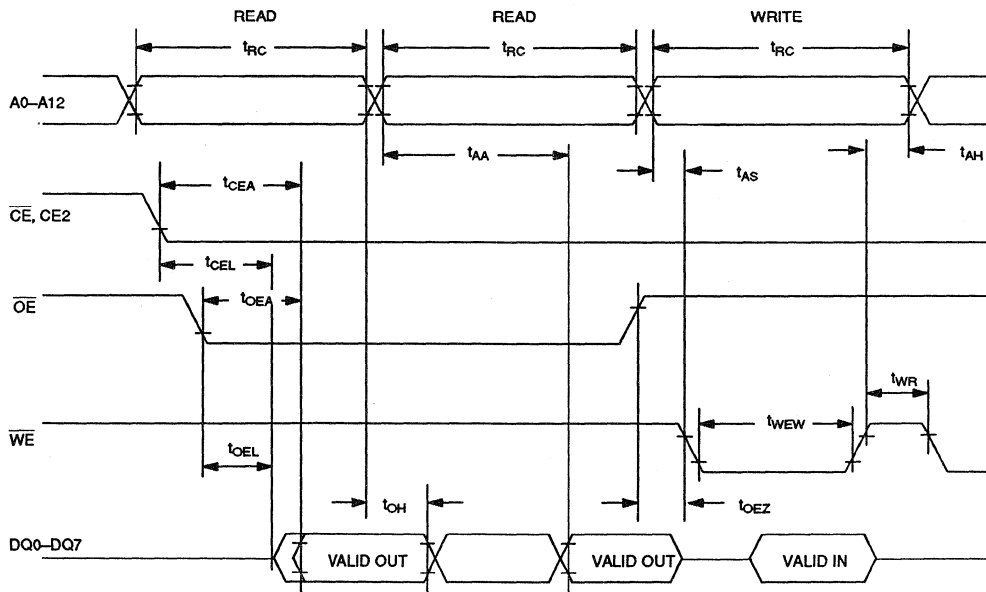 READ READ WRITE
tRC tRC tRC
A0–A12
tAA tAH
tCEA tAS
CE, CE2
tCEL
OE tOEA
tWR
WE tWEW
tOEL
tOH tOEZ
DQ0–DQ7 VALID OUT VALID OUT VALID IN